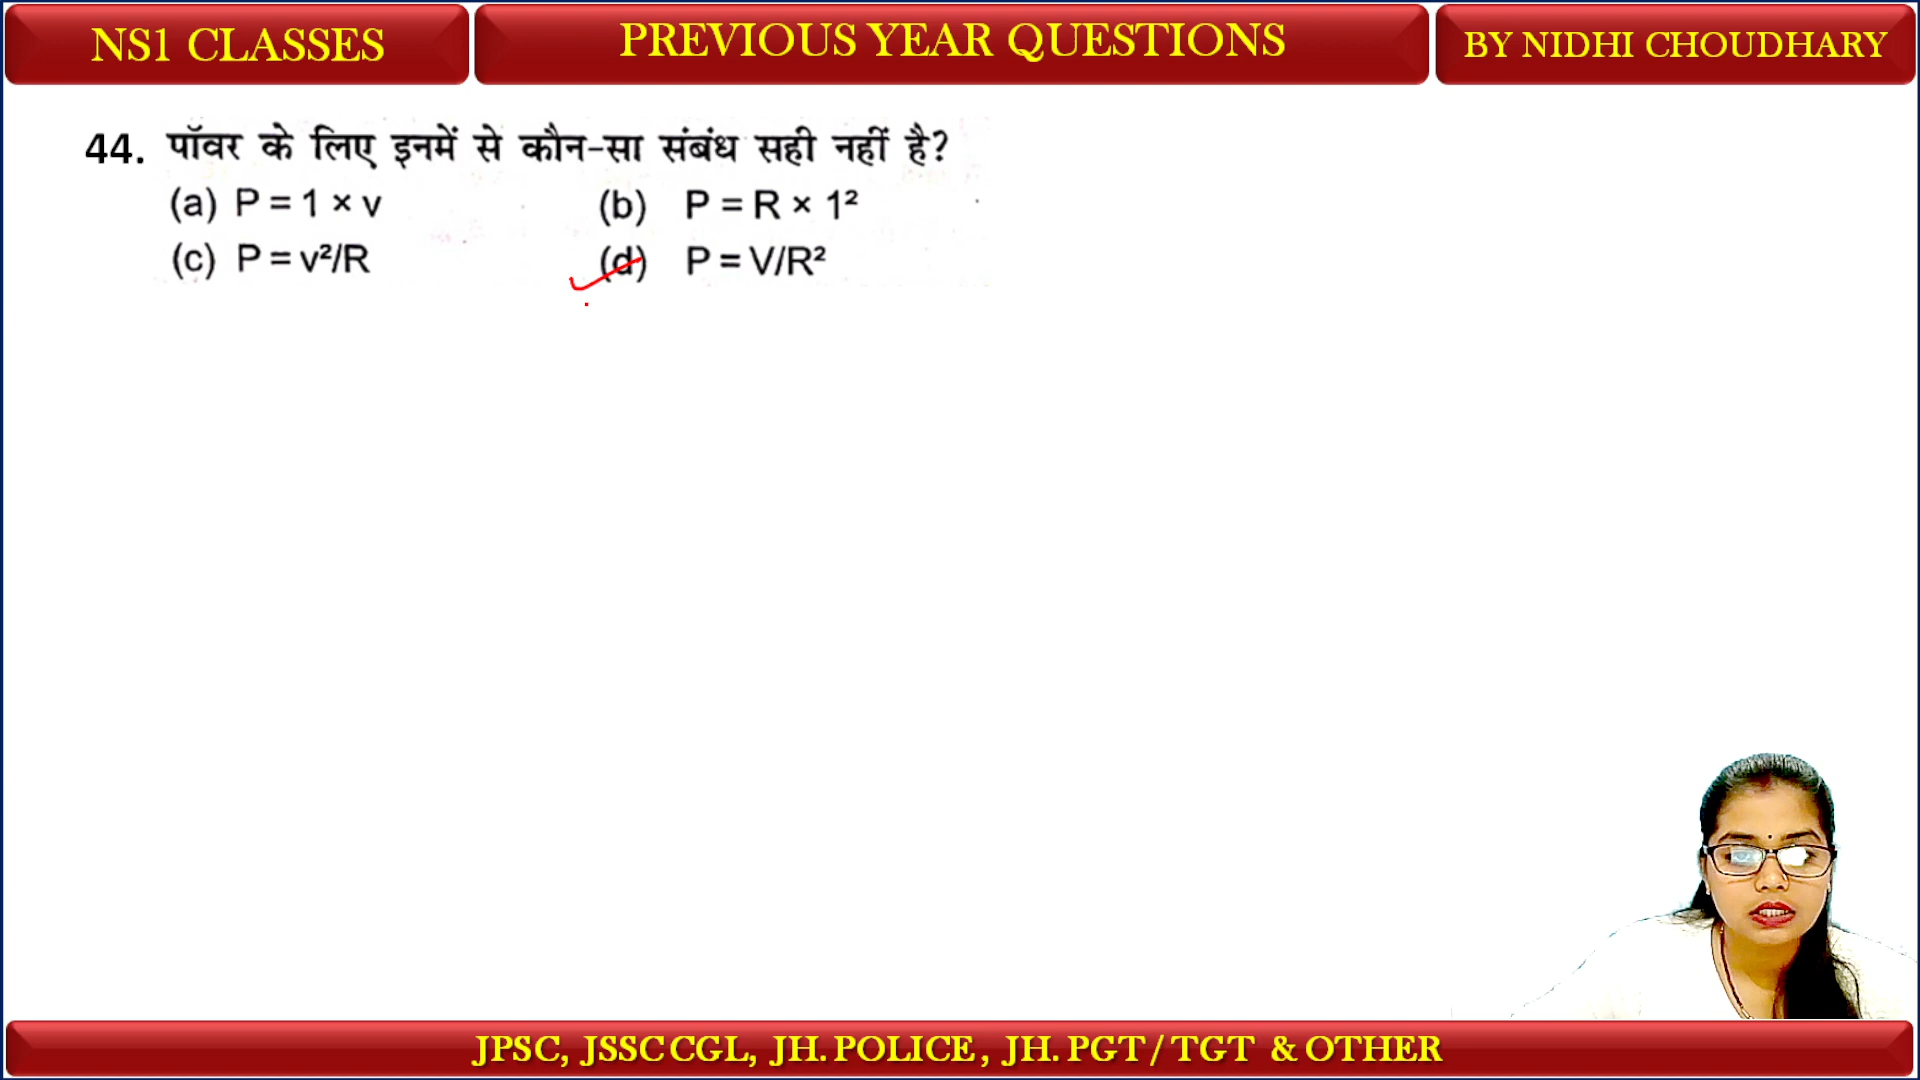 NS1 CLASSES
PREVIOUS YEAR QUESTIONS
BY NIDHI CHOUDHARY
44. पॉवर के लिए इनमें से कौन-सा संबंध सही नहीं है?
(a) P = 1 × v (b) P = R × 1²
(c) P = v²/R (d) P = V/R²
JPSC, JSSC CGL, JH. POLICE, JH. PGT / TGT & OTHER